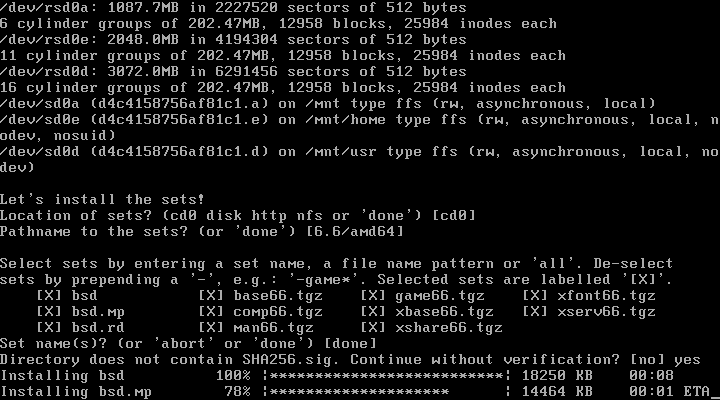 /dev/rsd0a: 1087.7MB in 2227520 sectors of 512 bytes
6 cylinder groups of 202.47MB, 12958 blocks, 25984 inodes each
/dev/rsd0e: 2048.0MB in 4194304 sectors of 512 bytes
11 cylinder groups of 202.47MB, 12958 blocks, 25984 inodes each
/dev/rsd0d: 3072.0MB in 6291456 sectors of 512 bytes
16 cylinder groups of 202.47MB, 12958 blocks, 25984 inodes each
/dev/sd0a (d4c4158756af81c1.a) on /mnt type ffs (rw, asynchronous, local)
/dev/sd0e (d4c4158756af81c1.e) on /mnt/home type ffs (rw, asynchronous, local, n
odev, nosuid)
/dev/sd0d (d4c4158756af81c1.d) on /mnt/usr type ffs (rw, asynchronous, local, no
dev)

Let's install the sets!
Location of sets? (cd0 disk http nfs or 'done') [cd0]
Pathname to the sets? (or 'done') [6.6/amd64]

Select sets by entering a set name, a file name pattern or 'all'. De-select
sets by prepending a '-', e.g.: '-game*'. Selected sets are labelled '[X]'.
    [X] bsd           [X] base66.tgz    [X] game66.tgz    [X] xfont66.tgz
    [X] bsd.mp        [X] comp66.tgz    [X] xbase66.tgz   [X] xserv66.tgz
    [X] bsd.rd        [X] man66.tgz     [X] xshare66.tgz
Set name(s)? (or 'abort' or 'done') [done]
Directory does not contain SHA256.sig. Continue without verification? [no] yes
Installing bsd          100% |**************************| 18250 KB    00:08
Installing bsd.mp        78% |********************      | 14464 KB    00:01 ETA_